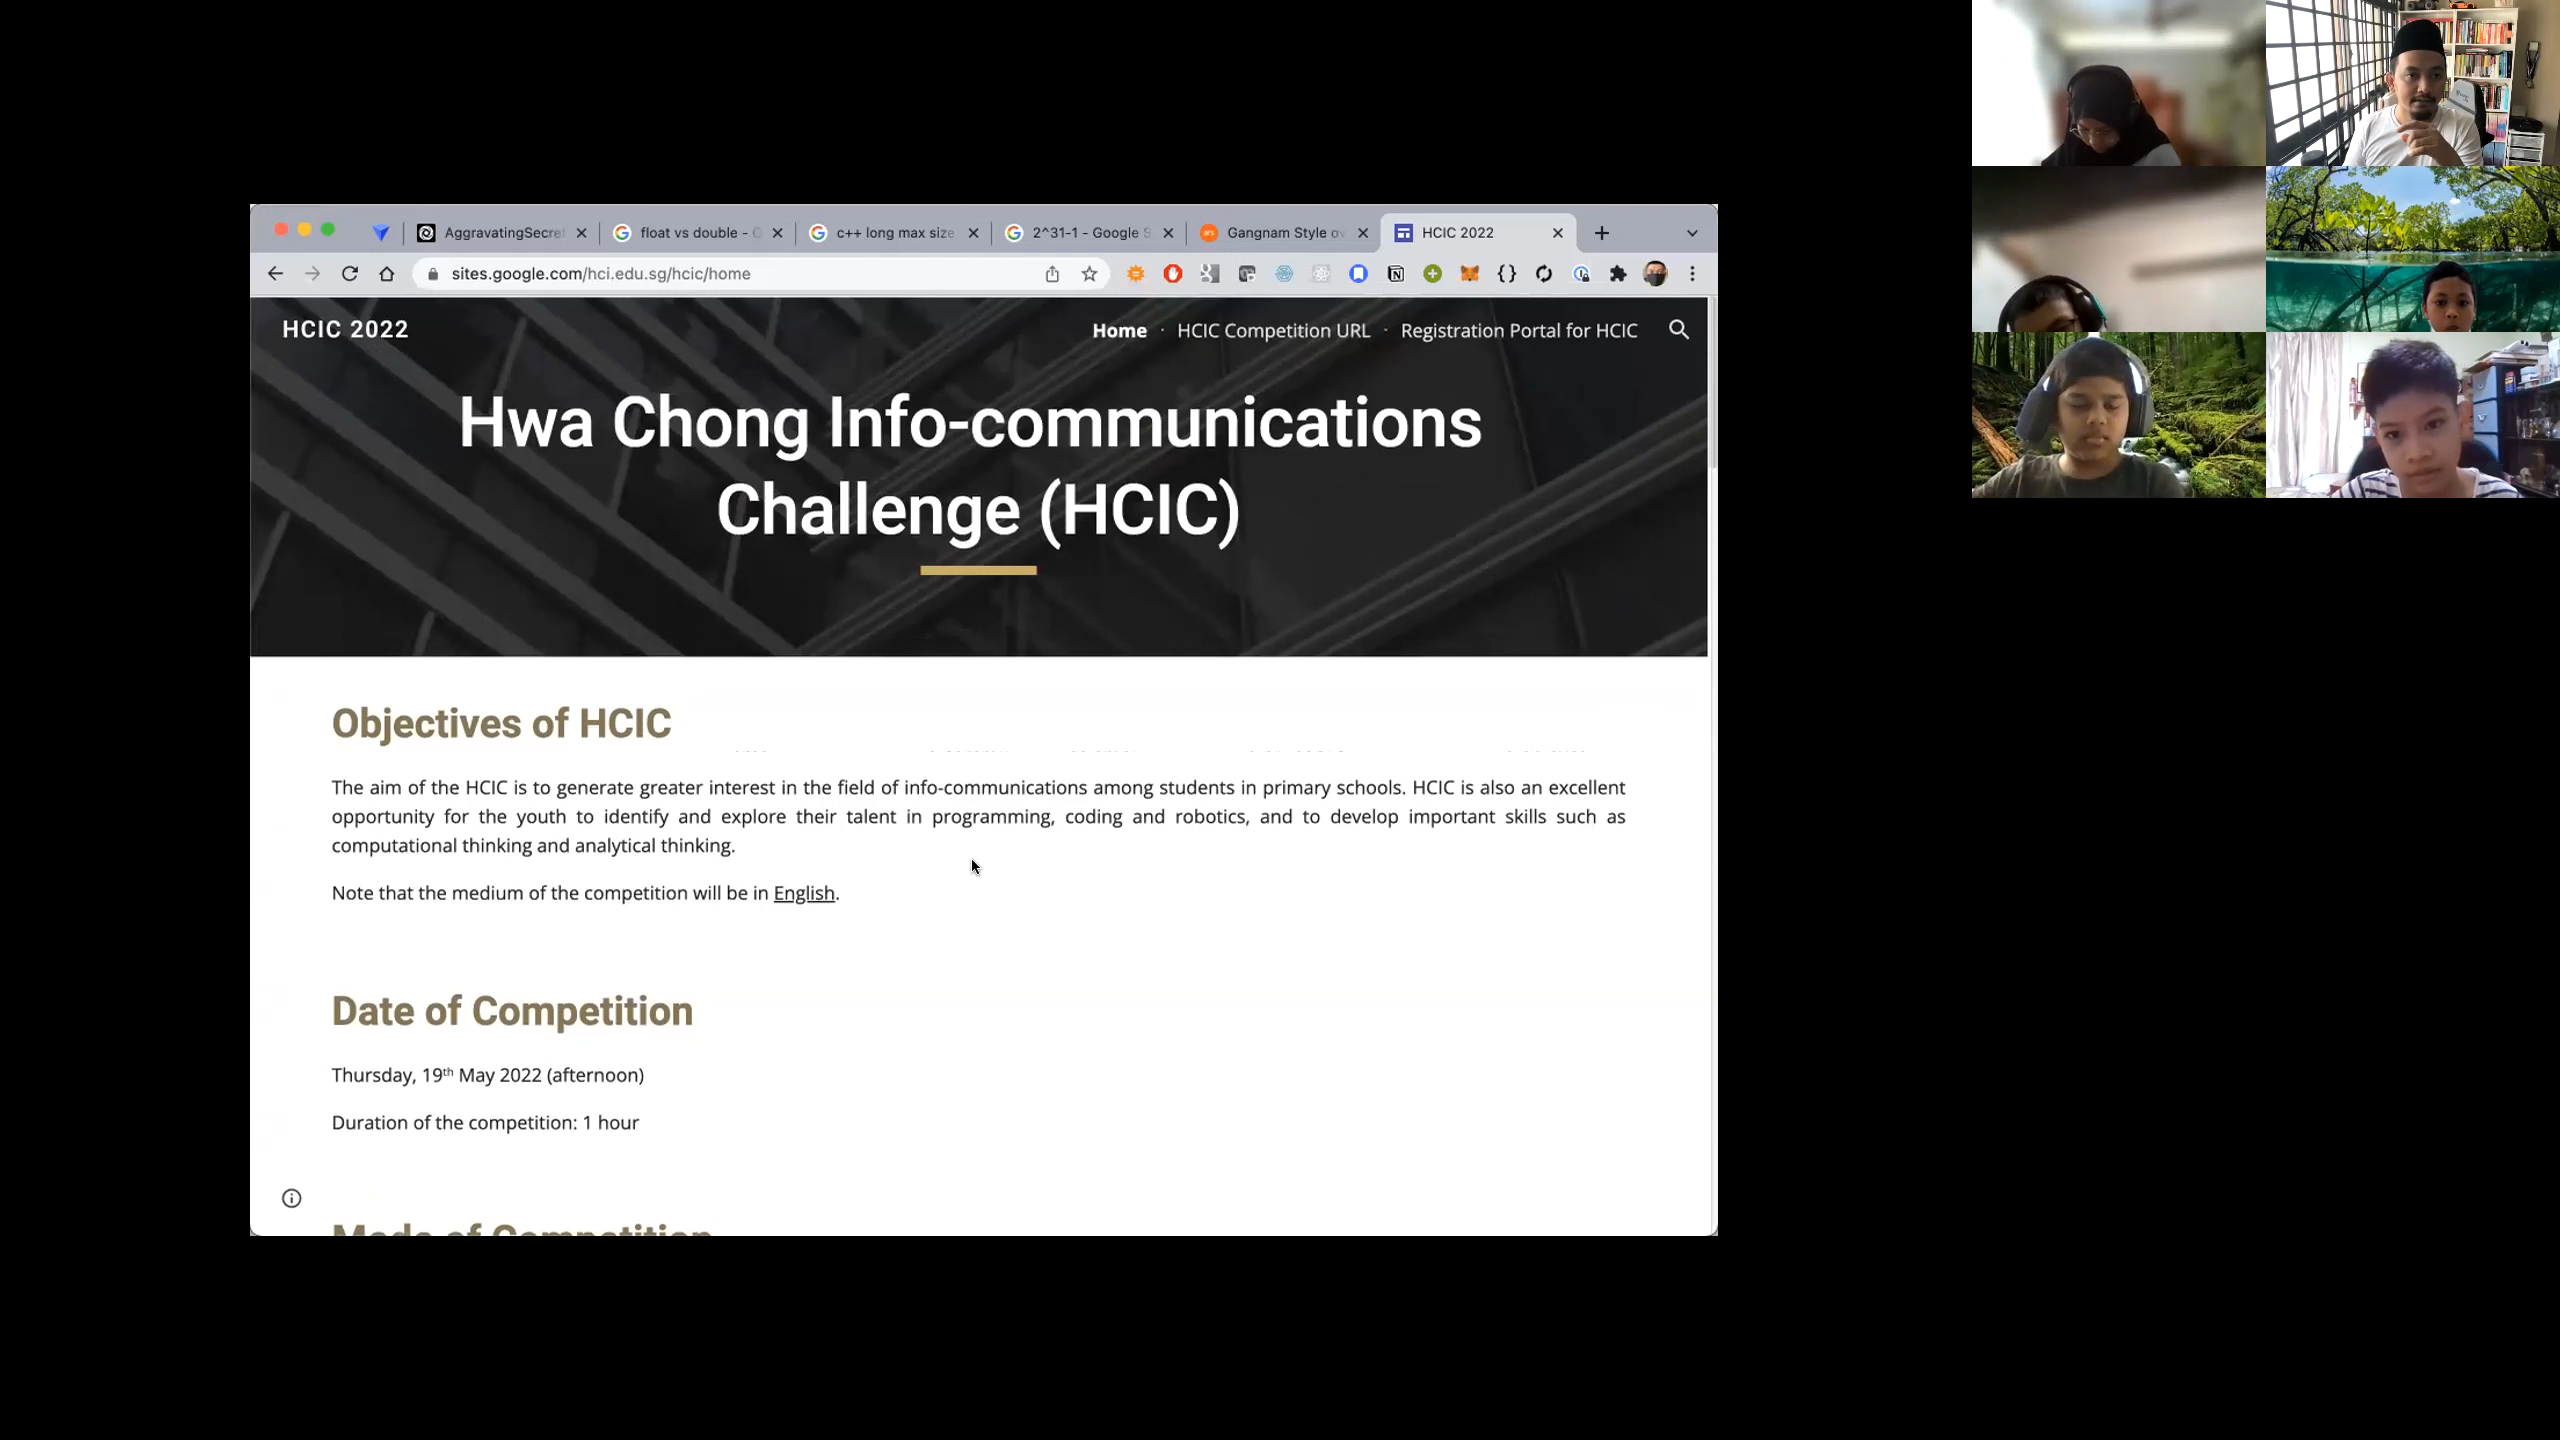 AggravatingSecre
float vs double -
c++ long max size
2^31-1 - Google S
Gangnam Style ov
HCIC 2022
sites.google.com/hci.edu.sg/hcic/home
HCIC 2022
Home · HCIC Competition URL · Registration Portal for HCIC
Hwa Chong Info-communications
Challenge (HCIC)
Objectives of HCIC
The aim of the HCIC is to generate greater interest in the field of info-communications among students in primary schools. HCIC is also an excellent
opportunity for the youth to identify and explore their talent in programming, coding and robotics, and to develop important skills such as
computational thinking and analytical thinking.
Note that the medium of the competition will be in English.
Date of Competition
Thursday, 19th May 2022 (afternoon)
Duration of the competition: 1 hour
Mode of Competition